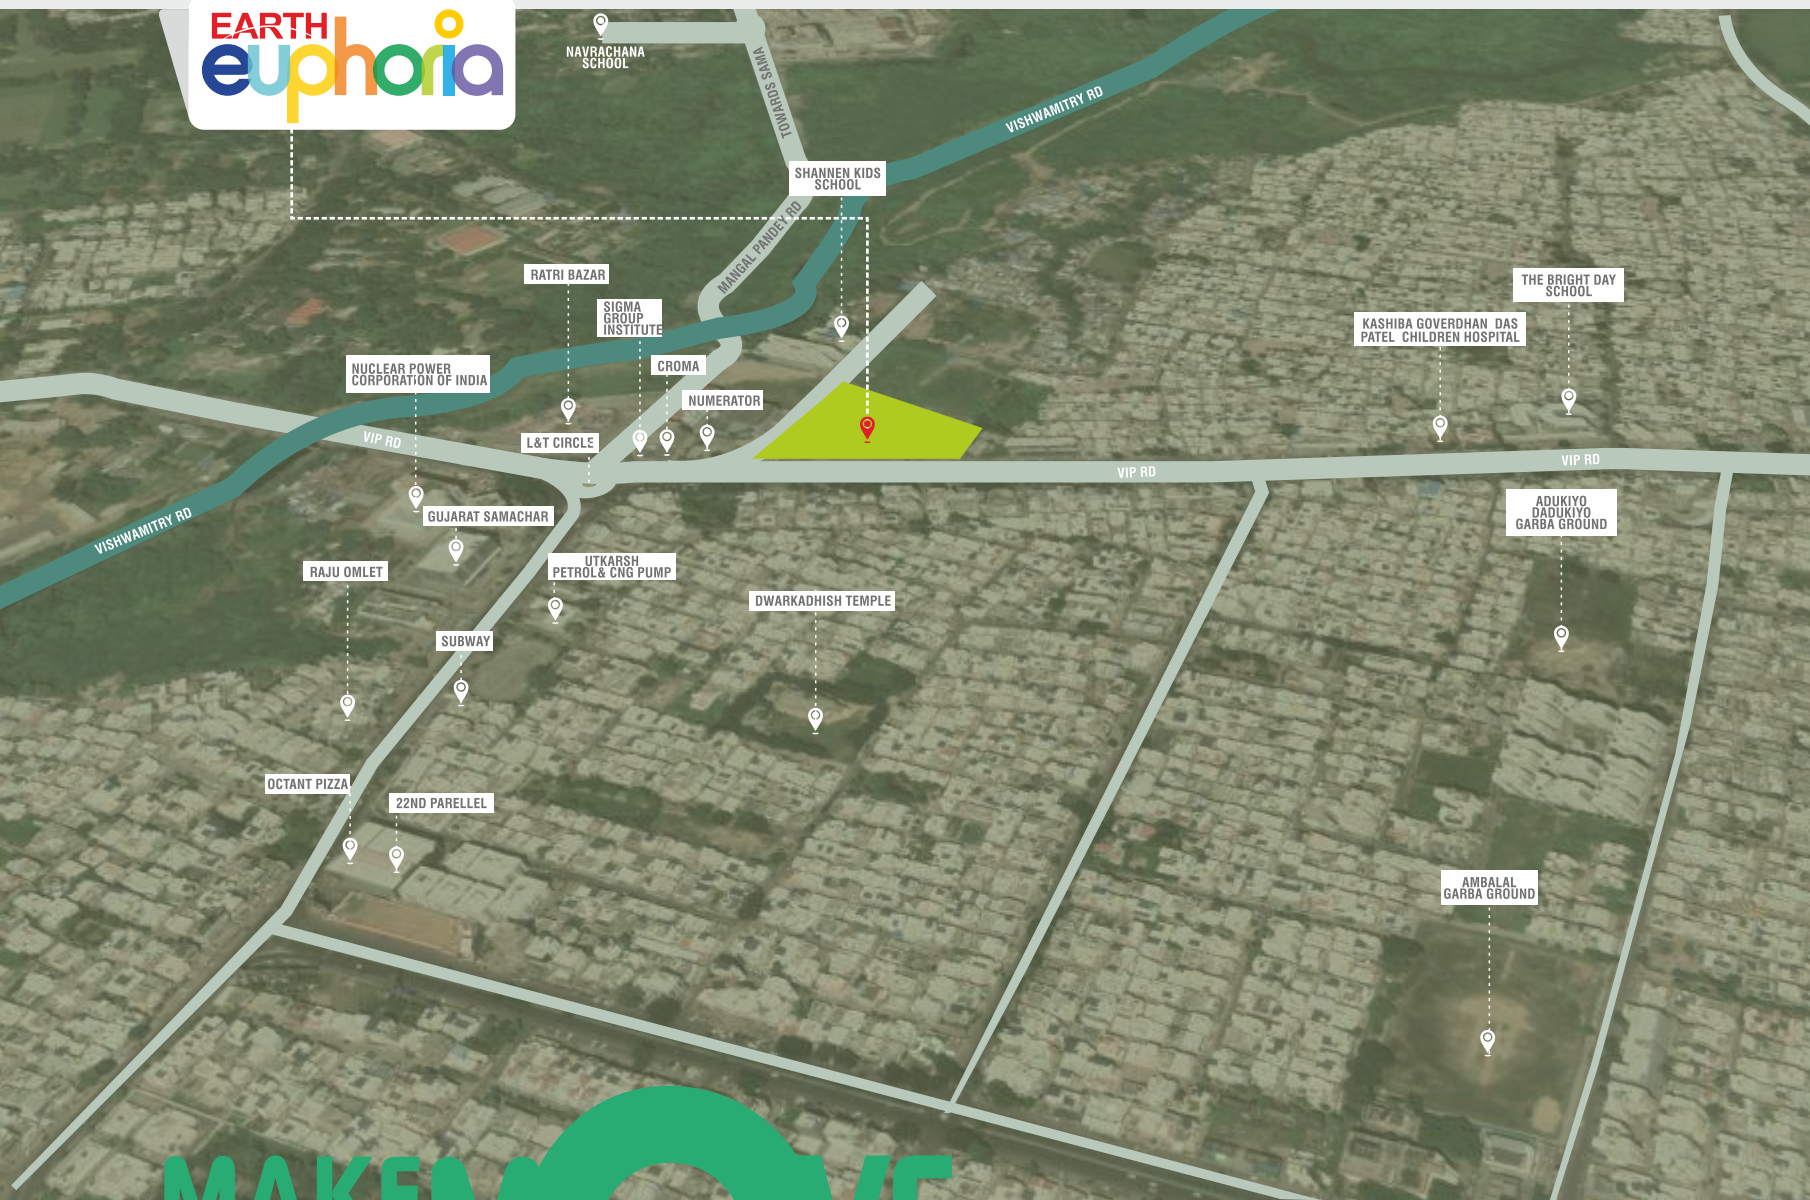 EARTH
euphoria
NAVRACHANA
SCHOOL
TOWARDS SAMA
VISHWAMITRY RD
SHANNEN KIDS
SCHOOL
MANGAL PANDEY RD
RATRI BAZAR
SIGMA
GROUP
INSTITUTE
THE BRIGHT DAY
SCHOOL
KASHIBA GOVERDHAN DAS
PATEL CHILDREN HOSPITAL
NUCLEAR POWER
CORPORATION OF INDIA
CROMA
NUMERATOR
VIP RD
L&T CIRCLE
VIP RD
VIP RD
VISHWAMITRY RD
GUJARAT SAMACHAR
ADUKIYO
DADUKIYO
GARBA GROUND
RAJU OMLET
UTKARSH
PETROL& CNG PUMP
DWARKADHISH TEMPLE
SUBWAY
OCTANT PIZZA
22ND PARELLEL
AMBALAL
GARBA GROUND
MAKE MOVE